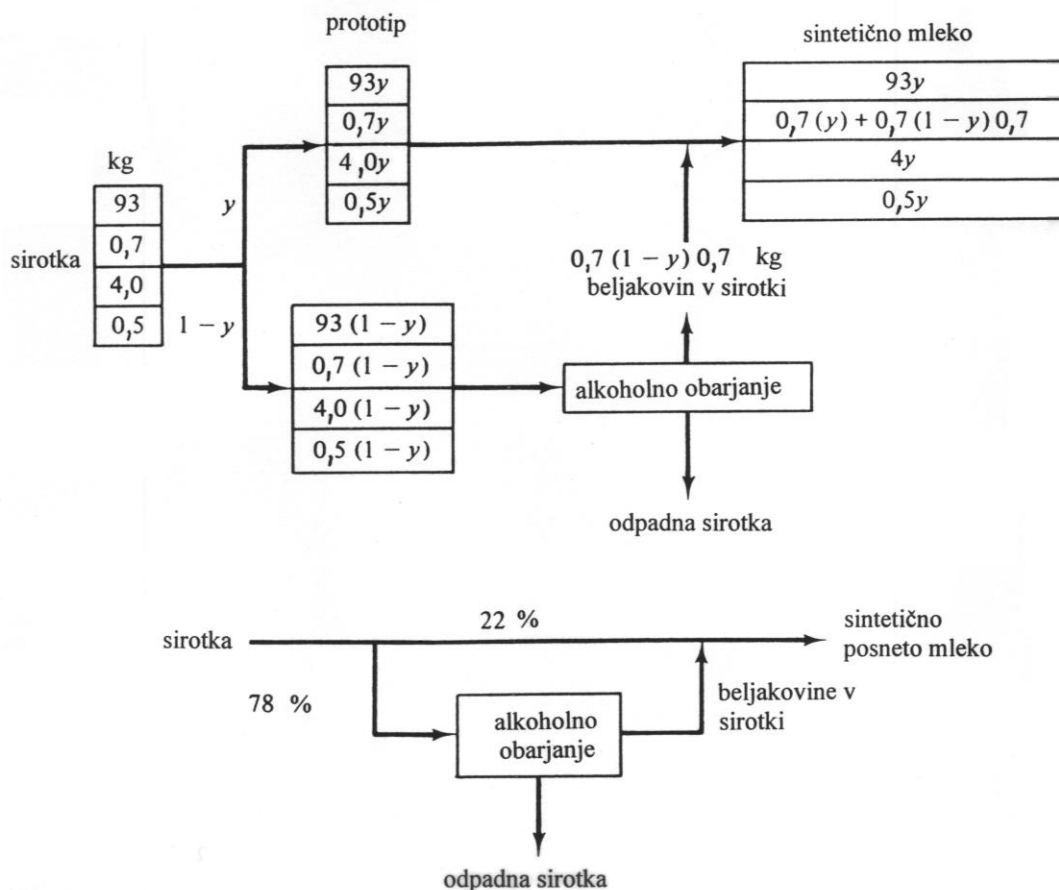 prototip
sintetično mleko
93y
0,7y
4,0y
0,5y
93y
0,7 (y) + 0,7 (1 – y) 0,7
4y
0,5y
kg
sirotka
93
0,7
4,0
0,5
y
1 – y
0,7 (1 – y) 0,7 kg
beljakovin v sirotki
93 (1 – y)
0,7 (1 – y)
4,0 (1 – y)
0,5 (1 – y)
alkoholno obarjanje
odpadna sirotka
sirotka
22 %
sintetično
posneto mleko
78 %
alkoholno
obarjanje
beljakovine v
sirotki
odpadna sirotka